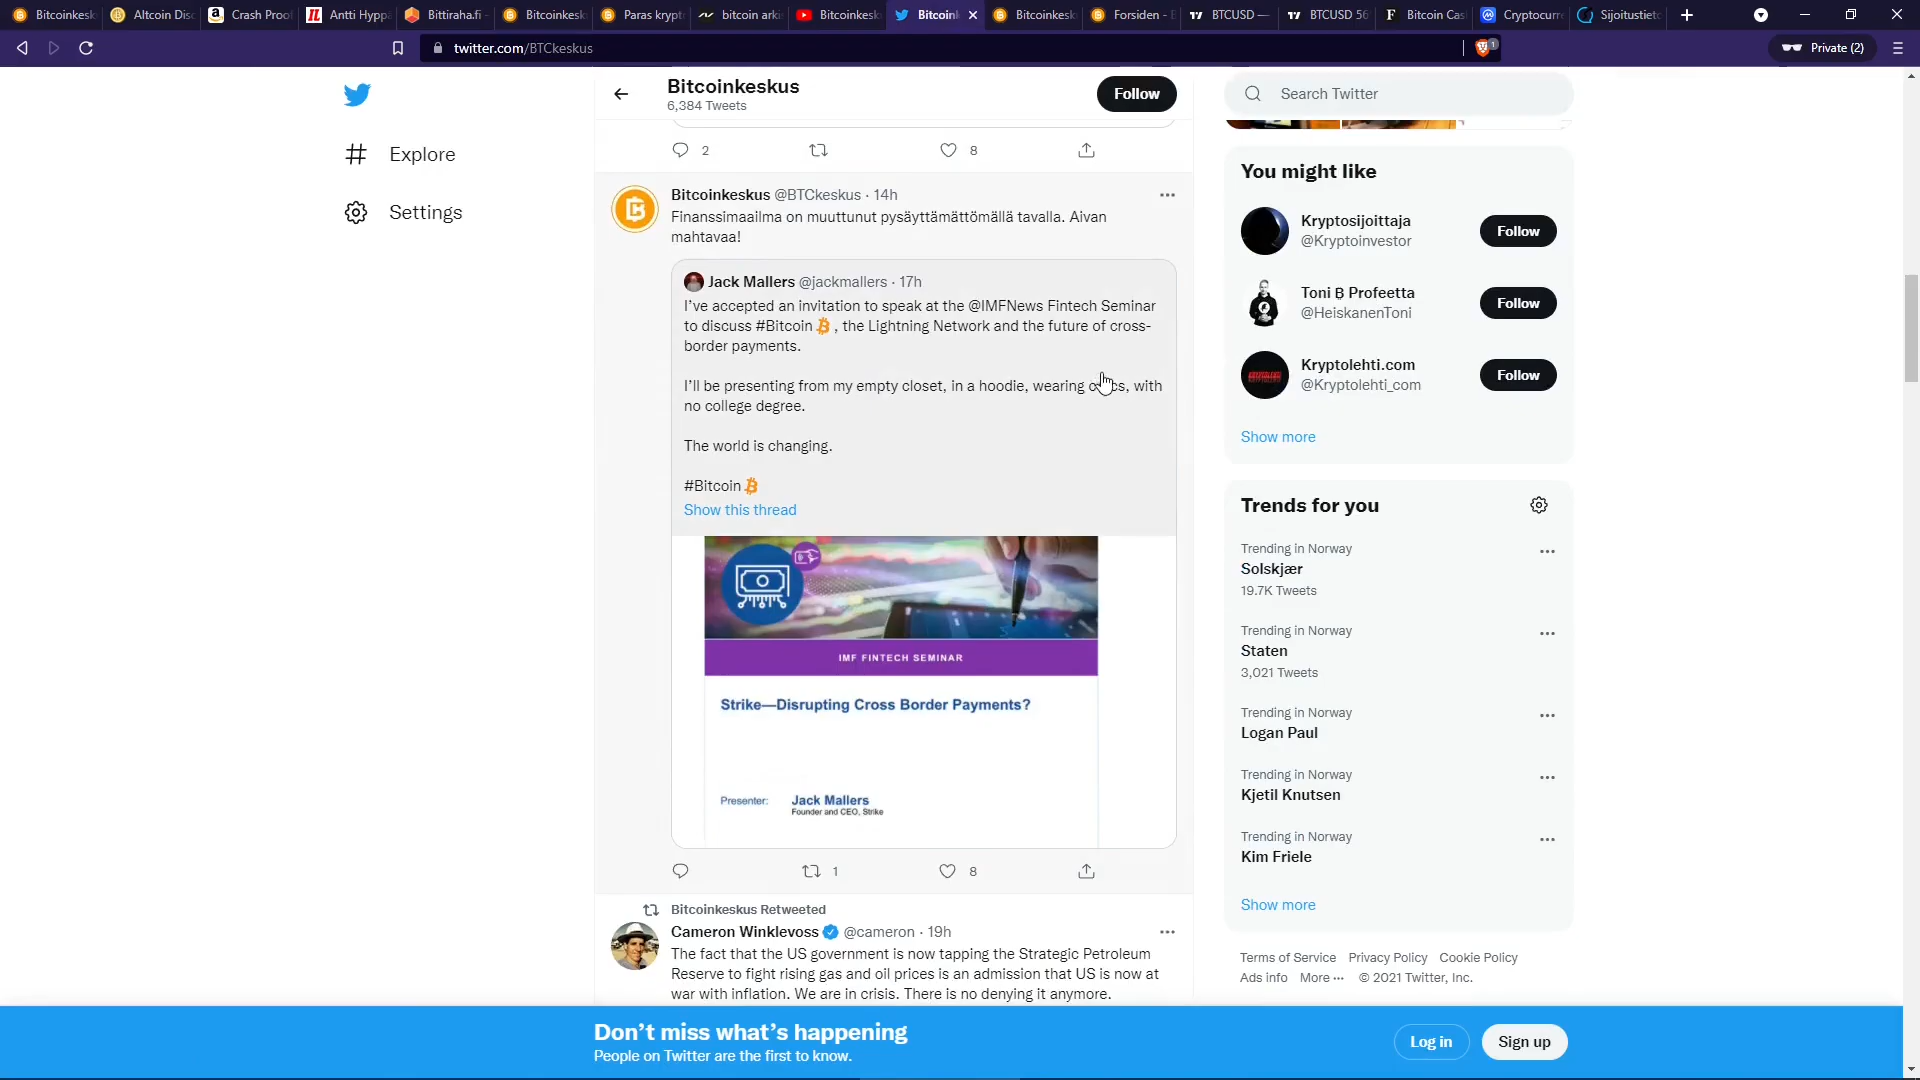 Bitcoinkesk
Altcoin Disc
Crash Proof
Antti Hyppä
Bittiraha.fi -
Bitcoinkesk
Paras krypt
bitcoin arki
Bitcoinkesk
Bitcoin
Bitcoinkesk
Forsiden - B
BTCUSD —
BTCUSD 56
Bitcoin Cas
Cryptocurr
Sijoitustiet
twitter.com/BTCkeskus
1
Private (2)
Explore
Settings
Bitcoinkeskus
6,384 Tweets
Follow
2
8
Bitcoinkeskus @BTCkeskus · 14h
Finanssimaailma on muuttunut pysäyttämättömällä tavalla. Aivan
mahtavaa!
Jack Mallers @jackmallers · 17h
I've accepted an invitation to speak at the @IMFNews Fintech Seminar
to discuss #Bitcoin , the Lightning Network and the future of cross-
border payments.
I'll be presenting from my empty closet, in a hoodie, wearing with
no college degree.
The world is changing.
#Bitcoin
Show this thread
IMF FINTECH SEMINAR
Strike—Disrupting Cross Border Payments?
Presenter: Jack Mallers
Founder and CEO, Strike
1
8
Bitcoinkeskus Retweeted
Cameron Winklevoss @cameron · 19h
The fact that the US government is now tapping the Strategic Petroleum
Reserve to fight rising gas and oil prices is an admission that US is now at
war with inflation. We are in crisis. There is no denying it anymore.
Search Twitter
You might like
Kryptosijoittaja
@Kryptoinvestor
Follow
Toni ₿ Profeetta
@HeiskanenToni
Follow
Kryptolehti.com
@Kryptolehti_com
Follow
Show more
Trends for you
Trending in Norway
Solskjær
19.7K Tweets
Trending in Norway
Staten
3,021 Tweets
Trending in Norway
Logan Paul
Trending in Norway
Kjetil Knutsen
Trending in Norway
Kim Friele
Show more
Terms of Service Privacy Policy Cookie Policy
Ads info More ··· © 2021 Twitter, Inc.
Don't miss what's happening
People on Twitter are the first to know.
Log in
Sign up